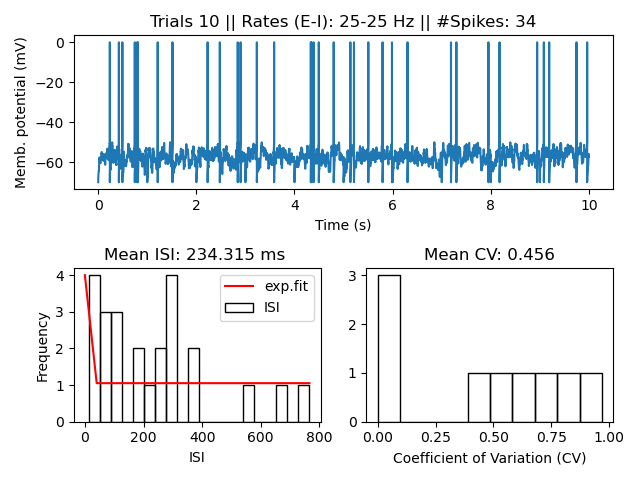 Trials 10 || Rates (E-I): 25-25 Hz || #Spikes: 34
Memb. potential (mV)
0
−20
−40
−60
0 2 4 6 8 10
Time (s)
Mean ISI: 234.315 ms
Frequency
4
3
2
1
0
exp.fit
ISI
0 200 400 600 800
ISI
Mean CV: 0.456
3
2
1
0
0.00 0.25 0.50 0.75 1.00
Coefficient of Variation (CV)